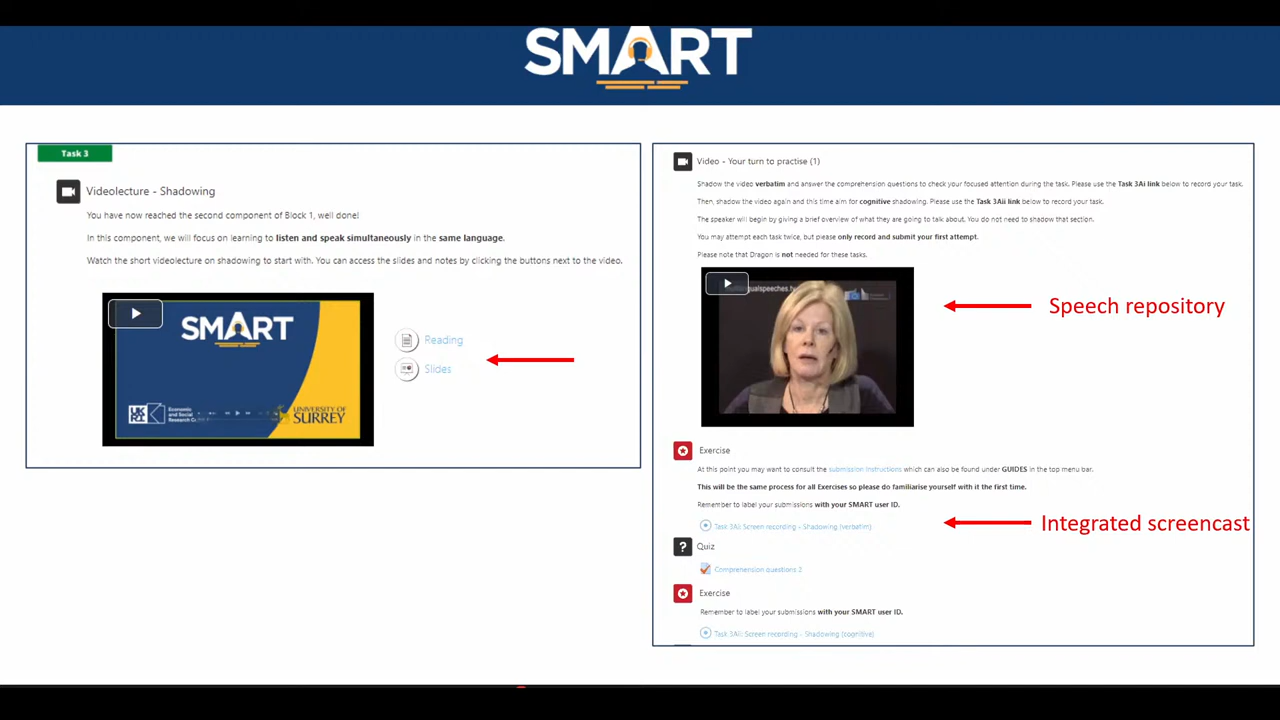 SMART
Task 3
Videolecture - Shadowing
You have now reached the second component of Block 1, well done!
In this component, we will focus on learning to listen and speak simultaneously in the same language.
Watch the short videolecture on shadowing to start with. You can access the slides and notes by clicking the buttons next to the video.
SMART
Economic
and Social
Research
UNIVERSITY OF
SURREY
Reading
Slides
Video - Your turn to practise (1)
Shadow the video verbatim and answer the comprehension questions to check your focused attention during the task. Please use the Task 3Ai link below to record your task.
Then, shadow the video again and this time aim for cognitive shadowing. Please use the Task 3Aii link below to record your task.
The speaker will begin by giving a brief overview of what they are going to talk about. You do not need to shadow that section.
You may attempt each task twice, but please only record and submit your first attempt.
Please note that Dragon is not needed for these tasks.
Speech repository
Exercise
At this point you may want to consult the submission instructions which can also be found under GUIDES in the top menu bar.
This will be the same process for all Exercises so please do familiarise yourself with it the first time.
Remember to label your submissions with your SMART user ID.
Task 3Ai: Screen recording - Shadowing (verbatim)
Integrated screencast
Quiz
Comprehension questions 2
Exercise
Remember to label your submissions with your SMART user ID.
Task 3Aii: Screen recording - Shadowing (cognitive)